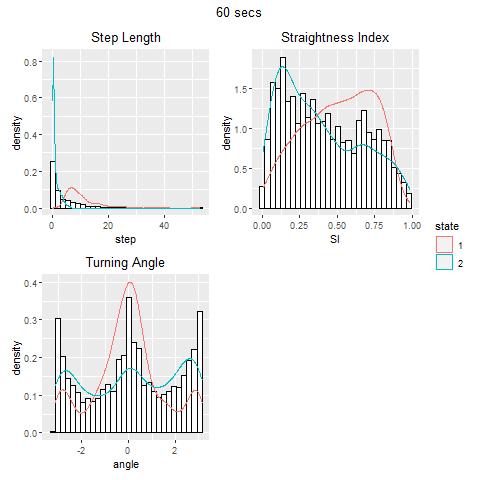 60 secs
Step Length
0.8
0.6
0.4
0.2
0.0
density
0
20
40
step
Straightness Index
1.5
1.0
0.5
0.0
density
0.00
0.25
0.50
0.75
1.00
SI
state
1
2
Turning Angle
0.4
0.3
0.2
0.1
0.0
density
-2
0
2
angle